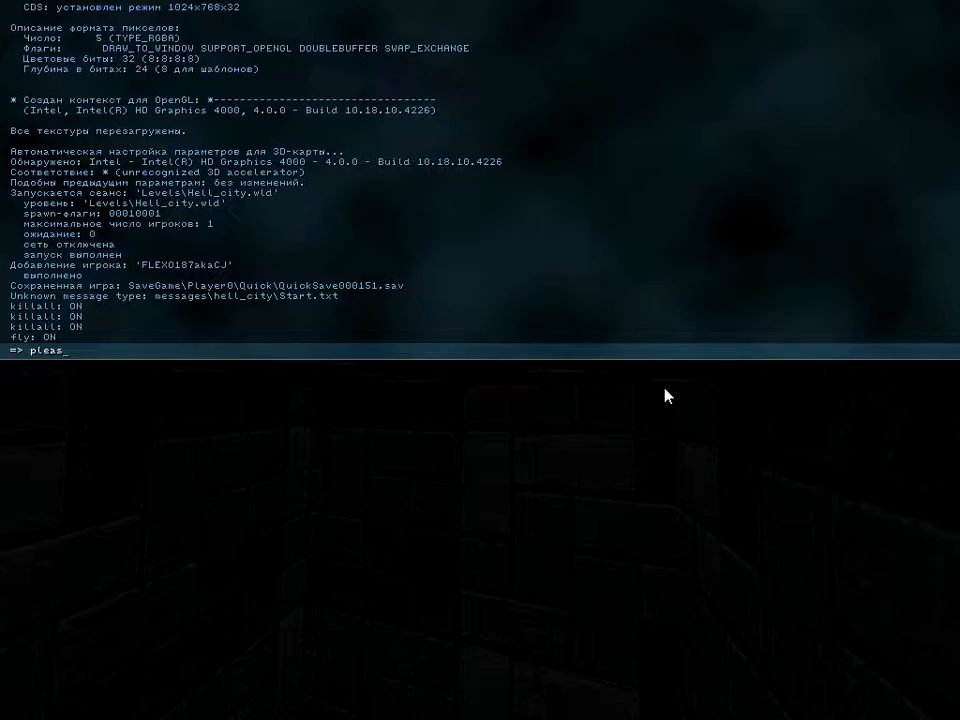 CDS: установлен режим 1024x768x32
Описание формата пикселов:
Число: 5 (TYPE_RGBA)
Флаги: DRAW_TO_WINDOW SUPPORT_OPENGL DOUBLEBUFFER SWAP_EXCHANGE
Цветовые биты: 32 (8:8:8:8)
Глубина в битах: 24 (8 для шаблонов)
* Создан контекст для OpenGL: *----------------------------------
(Intel, Intel(R) HD Graphics 4000, 4.0.0 - Build 10.18.10.4226)
Все текстуры перезагружены.
Автоматическая настройка параметров для 3D-карты...
Обнаружено: Intel - Intel(R) HD Graphics 4000 - 4.0.0 - Build 10.18.10.4226
Соответствие: * (unrecognized 3D accelerator)
Подобны предыдущим параметрам: без изменений.
Запускается сеанс: 'Levels\Hell_city.wld'
уровень: 'Levels\Hell_city.wld'
spawn-флаги: 00010001
максимальное число игроков: 1
ожидание: 0
сеть отключена
запуск выполнен
Добавление игрока: 'FLEXO187akaCJ'
выполнено
Сохраненная игра: SaveGame\Player0\Quick\QuickSave000151.sav
Unknown message type: messages\hell_city\Start.txt
killall: ON
killall: ON
killall: ON
fly: ON
=> pleas_